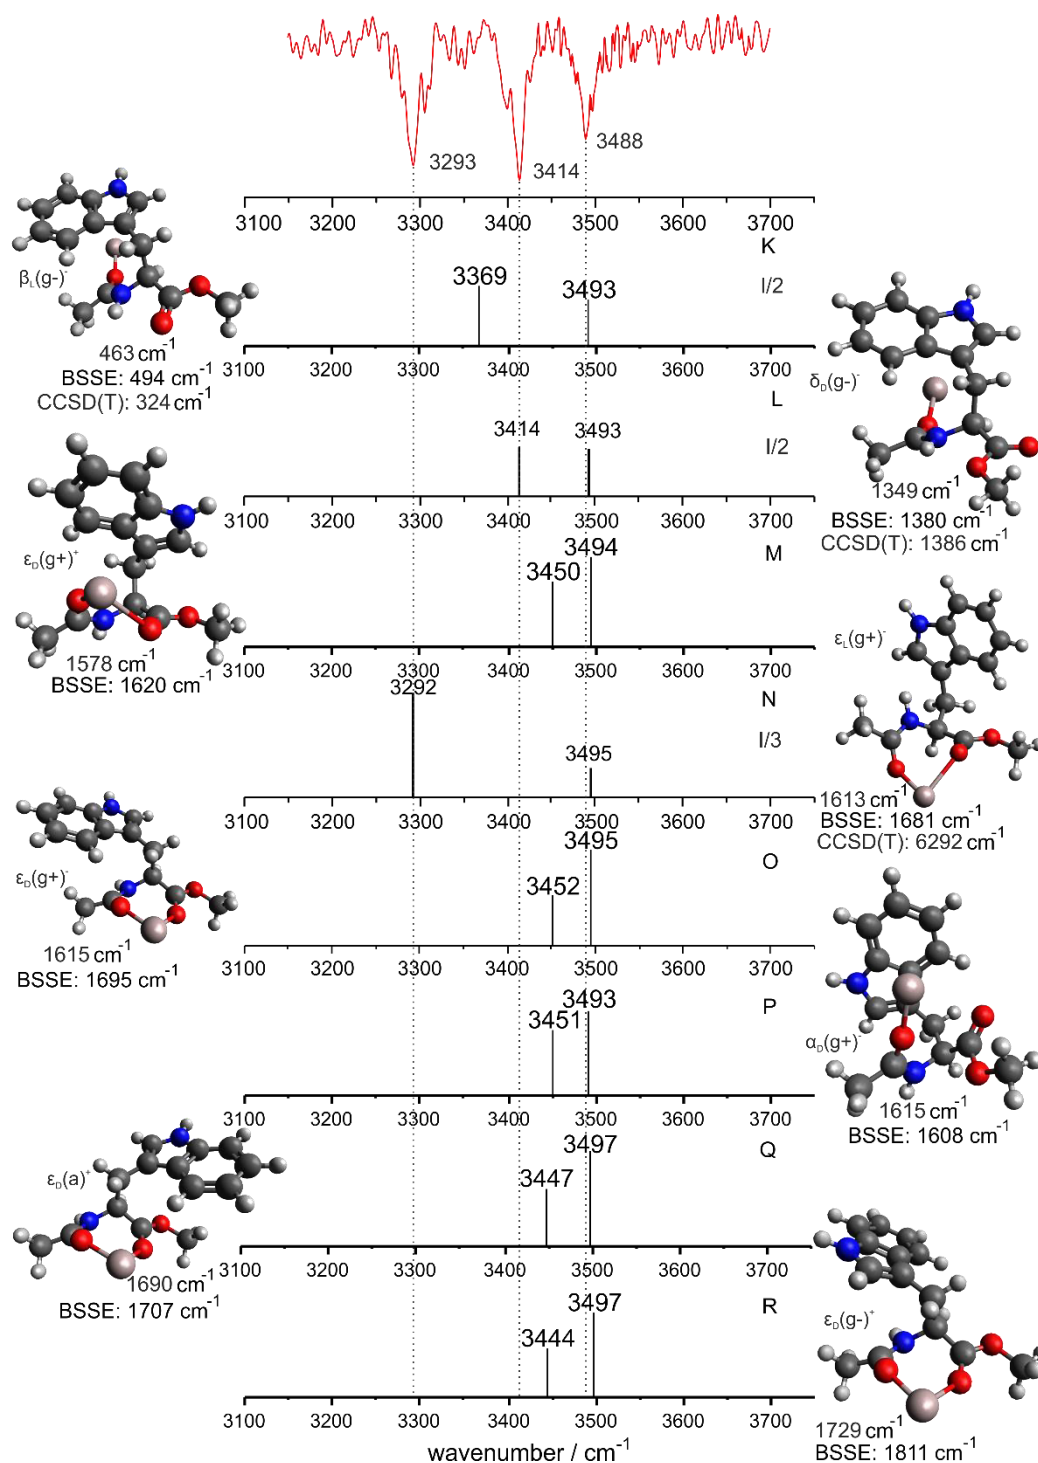 3293
3414
3488
3100 3200 3300 3400 3500 3600 3700
K
I/2
3369
3493
β_L(g-)⁻
463 cm⁻¹
BSSE: 494 cm⁻¹
CCSD(T): 324 cm⁻¹
3100 3200 3300 3400 3500 3600 3700
L
I/2
3414
3493
δ_D(g-)⁻
1349 cm⁻¹
BSSE: 1380 cm⁻¹
CCSD(T): 1386 cm⁻¹
3100 3200 3300 3400 3500 3600 3700
M
3450
3494
ε_D(g+)⁺
1578 cm⁻¹
BSSE: 1620 cm⁻¹
3100 3200 3300 3400 3500 3600 3700
N
I/3
3292
3495
ε_L(g+)⁻
1613 cm⁻¹
BSSE: 1681 cm⁻¹
CCSD(T): 6292 cm⁻¹
3100 3200 3300 3400 3500 3600 3700
O
3452
3495
ε_D(g+)⁻
1615 cm⁻¹
BSSE: 1695 cm⁻¹
3100 3200 3300 3400 3500 3600 3700
P
3451
3493
α_D(g+)⁻
1615 cm⁻¹
BSSE: 1608 cm⁻¹
3100 3200 3300 3400 3500 3600 3700
Q
3447
3497
ε_D(a)⁺
1690 cm⁻¹
BSSE: 1707 cm⁻¹
3100 3200 3300 3400 3500 3600 3700
R
3444
3497
ε_D(g-)⁺
1729 cm⁻¹
BSSE: 1811 cm⁻¹
3100 3200 3300 3400 3500 3600 3700
wavenumber / cm⁻¹